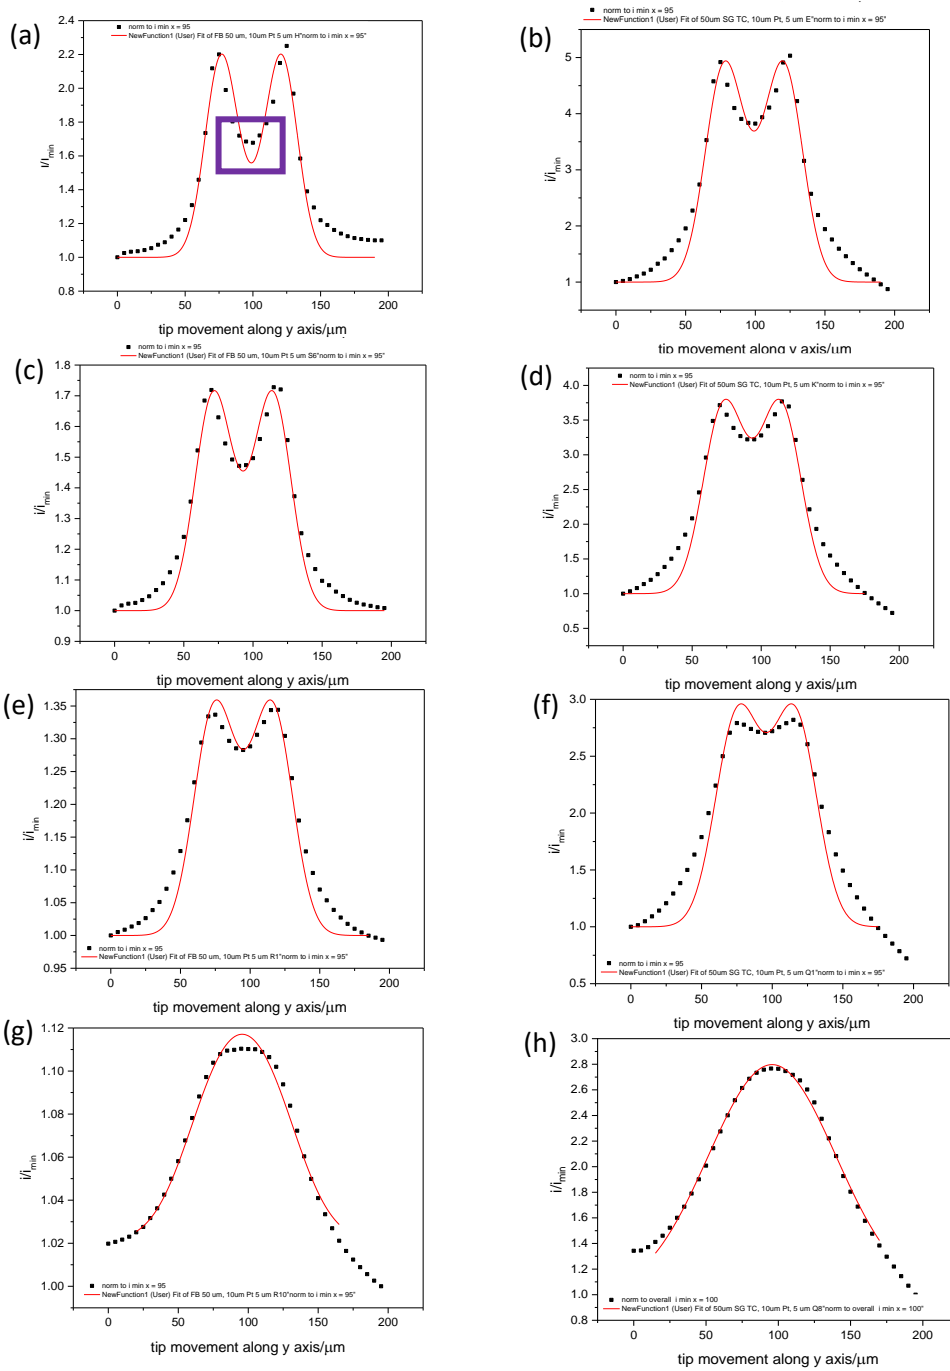 (a)
norm to i min x = 95
NewFunction1 (User) Fit of FB 50 um, 10um Pt 5 um H"norm to i min x = 95"
2.4
2.2
2.0
1.8
1.6
1.4
1.2
1.0
0.8
i/imin
0 50 100 150 200
tip movement along y axis/μm
(b)
norm to i min x = 95
NewFunction1 (User) Fit of 50um SG TC, 10um Pt, 5 um E"norm to i min x = 95"
5
4
3
2
1
i/imin
0 50 100 150 200
tip movement along y axis/μm
(c)
norm to i min x = 95
NewFunction1 (User) Fit of FB 50 um, 10um Pt 5 um S6"norm to i min x = 95"
1.8
1.7
1.6
1.5
1.4
1.3
1.2
1.1
1.0
0.9
i/imin
0 50 100 150 200
tip movement along y axis/μm
(d)
norm to i min x = 95
NewFunction1 (User) Fit of 50um SG TC, 10um Pt, 5 um K"norm to i min x = 95"
4.0
3.5
3.0
2.5
2.0
1.5
1.0
0.5
i/imin
0 50 100 150 200
tip movement along y axis/μm
(e)
1.35
1.30
1.25
1.20
1.15
1.10
1.05
1.00
0.95
i/imin
norm to i min x = 95
NewFunction1 (User) Fit of FB 50 um, 10um Pt 5 um R1"norm to i min x = 95"
0 50 100 150 200
tip movement along y axis/μm
(f)
3.0
2.5
2.0
1.5
1.0
0.5
i/imin
norm to i min x = 95
NewFunction1 (User) Fit of 50um SG TC, 10um Pt, 5 um Q1"norm to i min x = 95"
0 50 100 150 200
tip movement along y axis/μm
(g)
1.12
1.10
1.08
1.06
1.04
1.02
1.00
i/imin
norm to i min x = 95
NewFunction1 (User) Fit of FB 50 um, 10um Pt 5 um R10"norm to i min x = 95"
0 50 100 150 200
tip movement along y axis/μm
(h)
3.0
2.8
2.6
2.4
2.2
2.0
1.8
1.6
1.4
1.2
1.0
0.8
i/imin
norm to overall i min x = 100
NewFunction1 (User) Fit of 50um SG TC, 10um Pt, 5 um Q8"norm to overall i min x = 100"
0 50 100 150 200
tip movement along y axis/μm